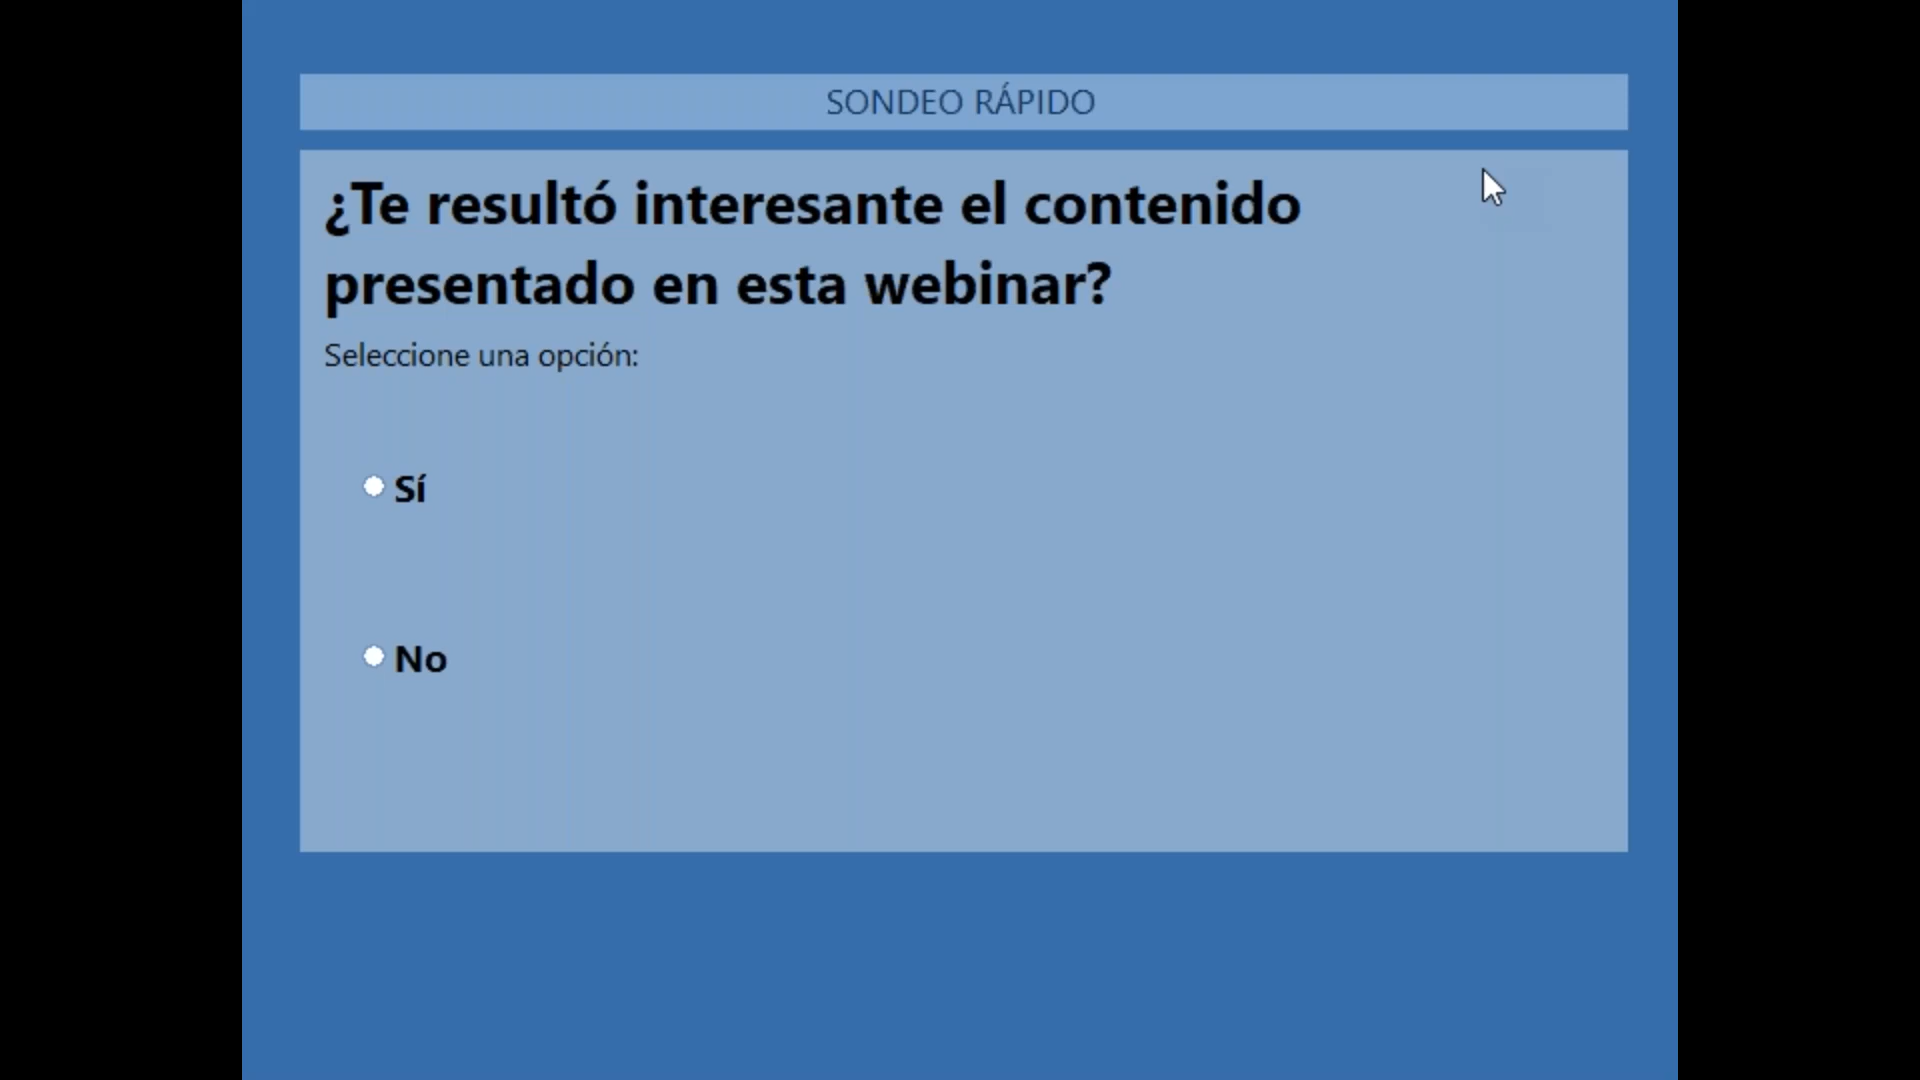 SONDEO RÁPIDO
¿Te resultó interesante el contenido
presentado en esta webinar?
Seleccione una opción:
Sí
No